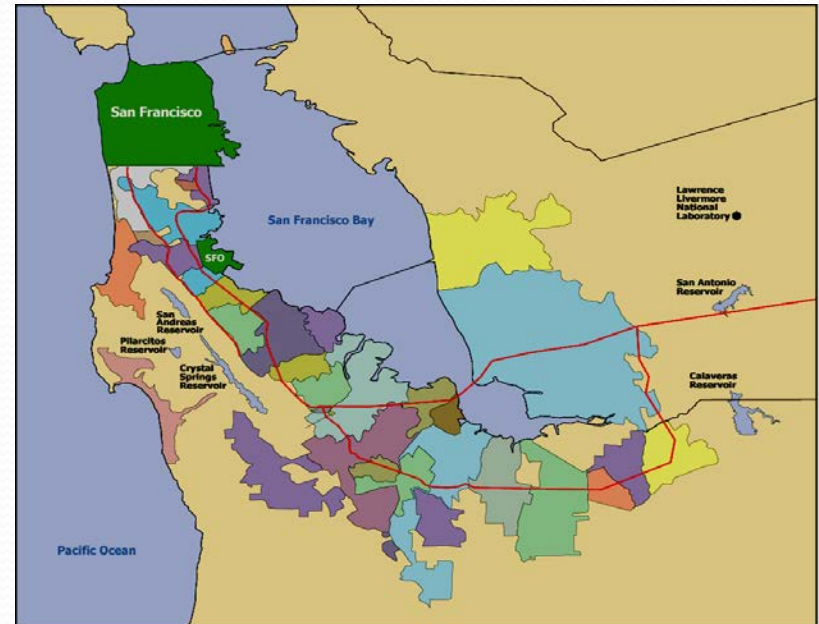 San Francisco
San Francisco Bay
SFO
Lawrence
Livermore
National
Laboratory
San Antonio
Reservoir
San
Andreas
Reservoir
Pilarcitos
Reservoir
Crystal
Springs
Reservoir
Calaveras
Reservoir
Pacific Ocean